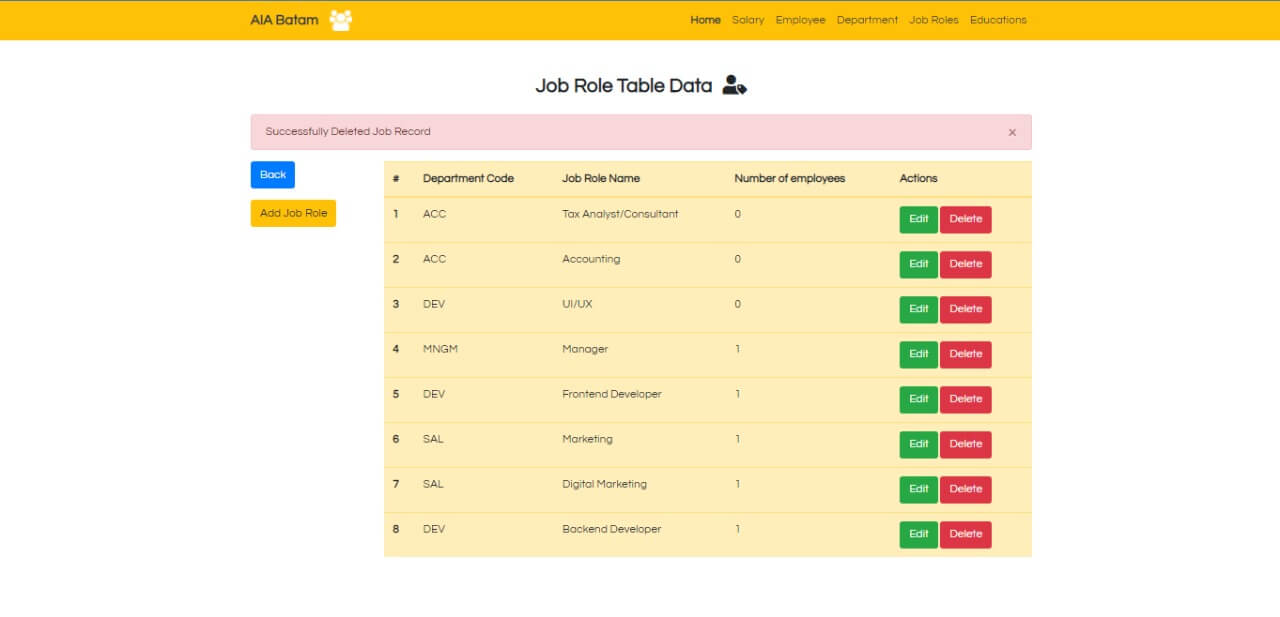 AIA Batam
Home Salary Employee Department Job Roles Educations
Job Role Table Data
Successfully Deleted Job Record ×
Back
Add Job Role
# Department Code Job Role Name Number of employees Actions
1 ACC Tax Analyst/Consultant 0 Edit Delete
2 ACC Accounting 0 Edit Delete
3 DEV UI/UX 0 Edit Delete
4 MNGM Manager 1 Edit Delete
5 DEV Frontend Developer 1 Edit Delete
6 SAL Marketing 1 Edit Delete
7 SAL Digital Marketing 1 Edit Delete
8 DEV Backend Developer 1 Edit Delete